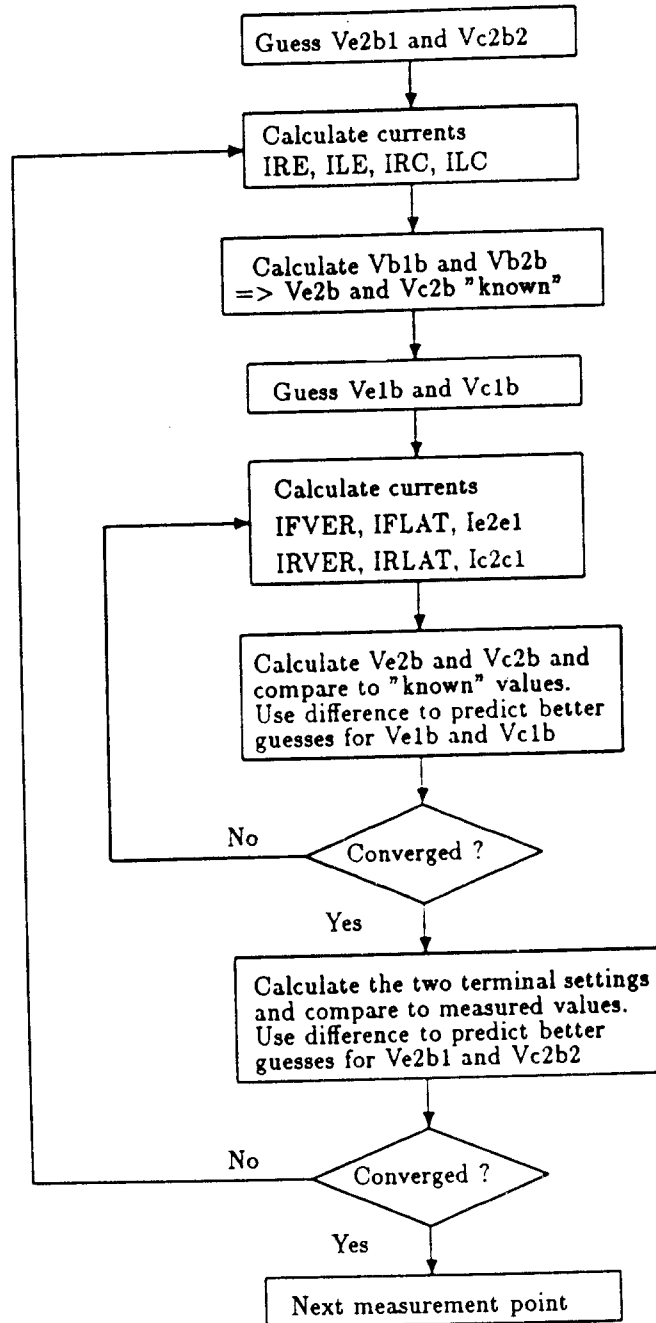 Guess Ve2b1 and Vc2b2
Calculate currents
IRE, ILE, IRC, ILC
Calculate Vb1b and Vb2b
=> Ve2b and Vc2b "known"
Guess Ve1b and Vc1b
Calculate currents
IFVER, IFLAT, Ie2e1
IRVER, IRLAT, Ic2c1
Calculate Ve2b and Vc2b and
compare to "known" values.
Use difference to predict better
guesses for Ve1b and Vc1b
No
Converged ?
Yes
Calculate the two terminal settings
and compare to measured values.
Use difference to predict better
guesses for Ve2b1 and Vc2b2
No
Converged ?
Yes
Next measurement point